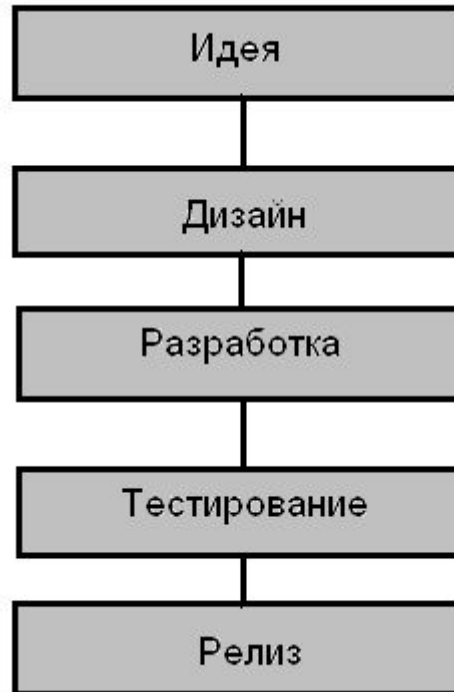 Идея
Дизайн
Разработка
Тестирование
Релиз